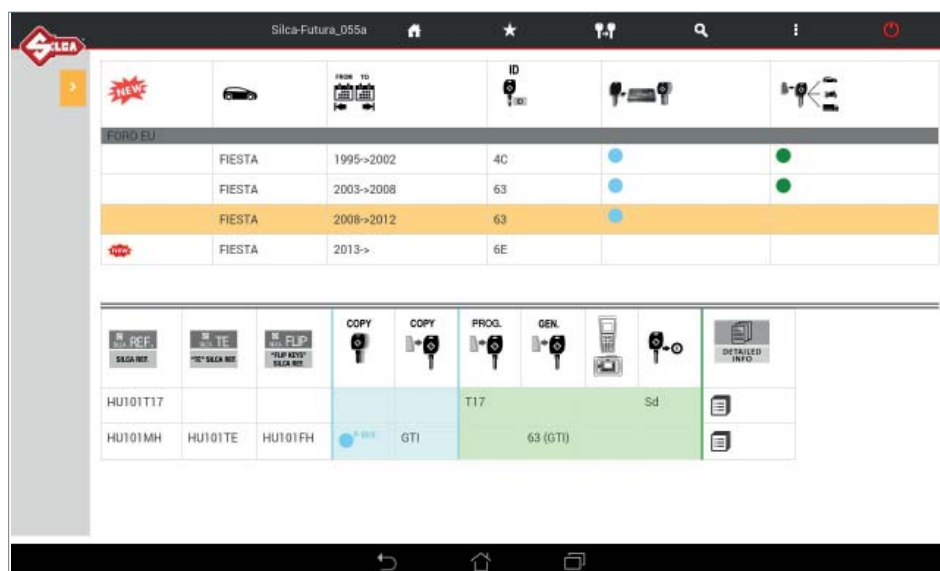 Silca-Futura_055a
SILCA
NEW
FROM TO
ID
ID
FORD EU
FIESTA 1995->2002 4C
FIESTA 2003->2008 63
FIESTA 2008->2012 63
NEW FIESTA 2013-> 6E
COPY COPY PROG. GEN.
REF. TE FLIP
SILCA REF. "TE" SILCA REF. "FLIP KEYS" SILCA REF. DETAILED INFO
HU101T17 T17 Sd
HU101MH HU101TE HU101FH GTI 63 (GTI)